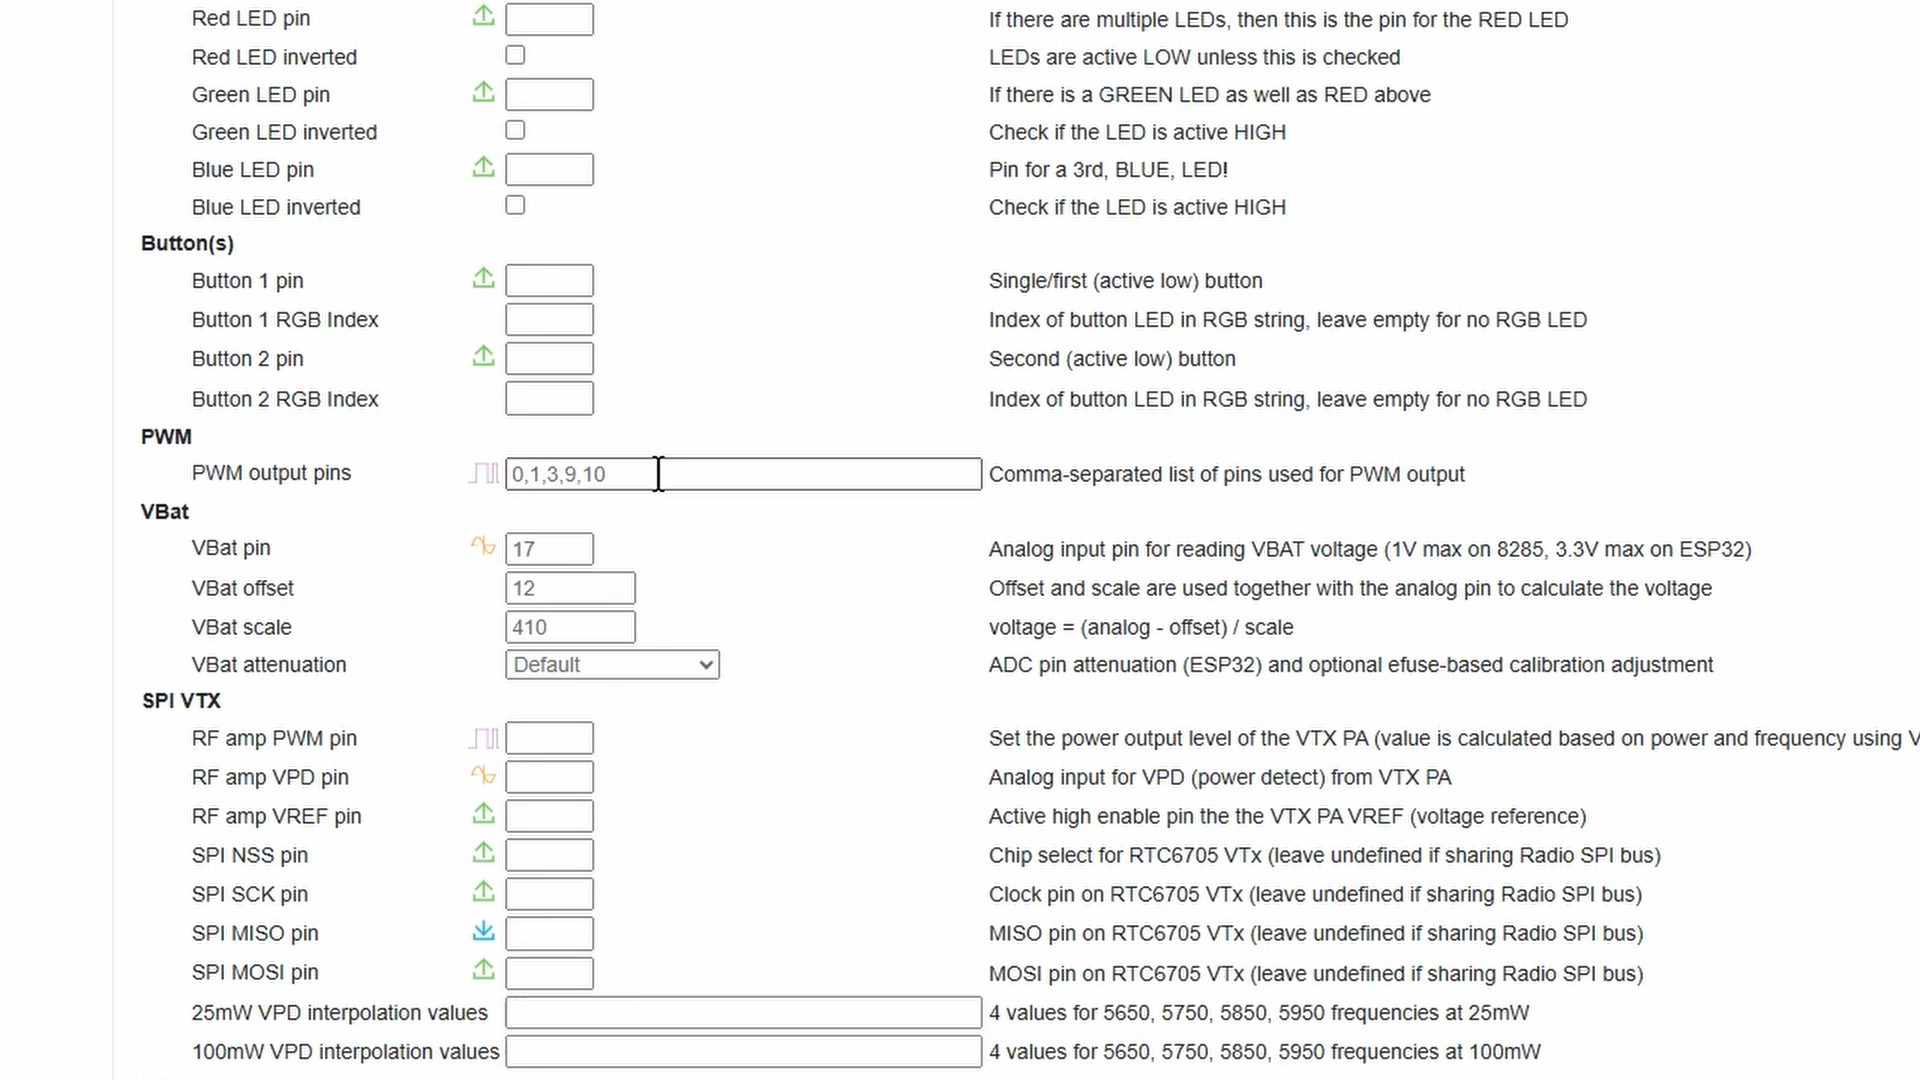 Red LED pin If there are multiple LEDs, then this is the pin for the RED LED
Red LED inverted LEDs are active LOW unless this is checked
Green LED pin If there is a GREEN LED as well as RED above
Green LED inverted Check if the LED is active HIGH
Blue LED pin Pin for a 3rd, BLUE, LED!
Blue LED inverted Check if the LED is active HIGH
Button(s)
Button 1 pin Single/first (active low) button
Button 1 RGB Index Index of button LED in RGB string, leave empty for no RGB LED
Button 2 pin Second (active low) button
Button 2 RGB Index Index of button LED in RGB string, leave empty for no RGB LED
PWM
PWM output pins 0,1,3,9,10 Comma-separated list of pins used for PWM output
VBat
VBat pin 17 Analog input pin for reading VBAT voltage (1V max on 8285, 3.3V max on ESP32)
VBat offset 12 Offset and scale are used together with the analog pin to calculate the voltage
VBat scale 410 voltage = (analog - offset) / scale
VBat attenuation Default ADC pin attenuation (ESP32) and optional efuse-based calibration adjustment
SPI VTX
RF amp PWM pin Set the power output level of the VTX PA (value is calculated based on power and frequency using V
RF amp VPD pin Analog input for VPD (power detect) from VTX PA
RF amp VREF pin Active high enable pin the the VTX PA VREF (voltage reference)
SPI NSS pin Chip select for RTC6705 VTx (leave undefined if sharing Radio SPI bus)
SPI SCK pin Clock pin on RTC6705 VTx (leave undefined if sharing Radio SPI bus)
SPI MISO pin MISO pin on RTC6705 VTx (leave undefined if sharing Radio SPI bus)
SPI MOSI pin MOSI pin on RTC6705 VTx (leave undefined if sharing Radio SPI bus)
25mW VPD interpolation values 4 values for 5650, 5750, 5850, 5950 frequencies at 25mW
100mW VPD interpolation values 4 values for 5650, 5750, 5850, 5950 frequencies at 100mW